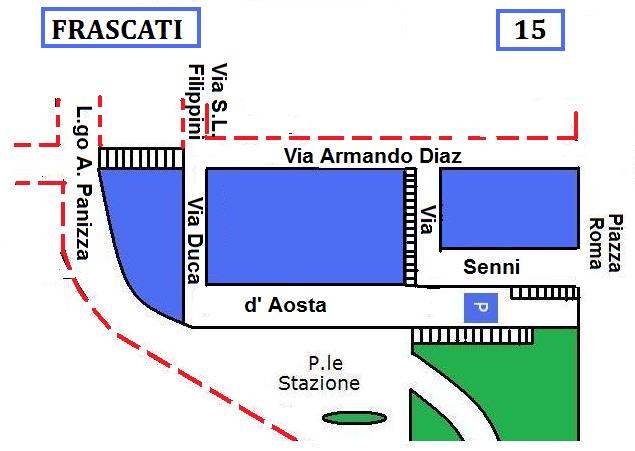 FRASCATI
15
Via S.L.
Filippini
L.go A. Panizza
Via Armando Diaz
Via Duca
Via
Piazza
Roma
Senni
d' Aosta
P
P.le
Stazione